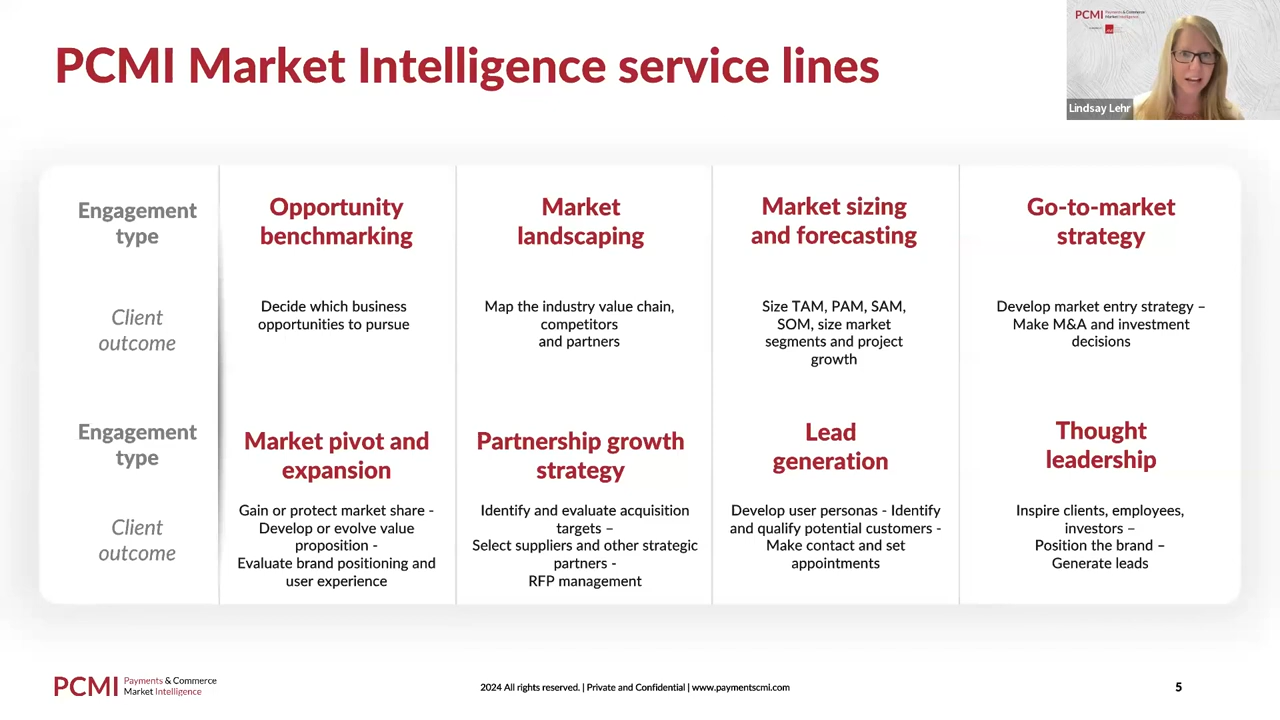 PCMI Market Intelligence service lines
PCMI Payments & Commerce
Market Intelligence
Lindsay Lehr
Engagement
type
Opportunity
benchmarking
Market
landscaping
Market sizing
and forecasting
Go-to-market
strategy
Client
outcome
Decide which business
opportunities to pursue
Map the industry value chain,
competitors
and partners
Size TAM, PAM, SAM,
SOM, size market
segments and project
growth
Develop market entry strategy –
Make M&A and investment
decisions
Engagement
type
Market pivot and
expansion
Partnership growth
strategy
Lead
generation
Thought
leadership
Client
outcome
Gain or protect market share -
Develop or evolve value
proposition -
Evaluate brand positioning and
user experience
Identify and evaluate acquisition
targets –
Select suppliers and other strategic
partners -
RFP management
Develop user personas - Identify
and qualify potential customers -
Make contact and set
appointments
Inspire clients, employees,
investors –
Position the brand –
Generate leads
PCMI Payments & Commerce
Market Intelligence
2024 All rights reserved. | Private and Confidential | www.paymentscmi.com
5